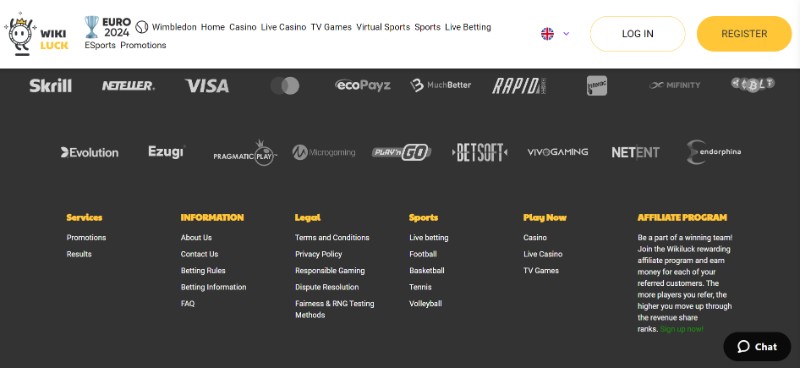 WIKI
LUCK
EURO
2024
Wimbledon Home Casino Live Casino TV Games Virtual Sports Sports Live Betting
ESports Promotions
LOG IN
REGISTER
Skrill NETELLER. VISA ecoPayz MuchBetter RAPID MIFINITY
Evolution Ezugi PRAGMATIC PLAY Microgaming PLAY'N GO BETSOFT VIVOGAMING NETENT endorphina
Services
Promotions
Results
INFORMATION
About Us
Contact Us
Betting Rules
Betting Information
FAQ
Legal
Terms and Conditions
Privacy Policy
Responsible Gaming
Dispute Resolution
Fairness & RNG Testing
Methods
Sports
Live betting
Football
Basketball
Tennis
Volleyball
Play Now
Casino
Live Casino
TV Games
AFFILIATE PROGRAM
Be a part of a winning team!
Join the Wikiluck rewarding
affiliate program and earn
money for each of your
referred customers. The
more players you refer, the
higher you move up through
the revenue share
ranks. Sign up now!
Chat